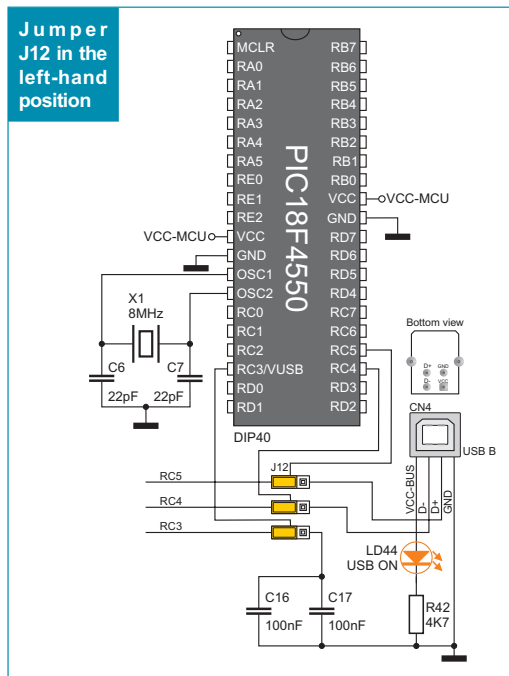 Jumper
J12 in the
left-hand
position
MCLR
RA0
RA1
RA2
RA3
RA4
RA5
RE0
RE1
RE2
VCC
GND
OSC1
OSC2
RC0
RC1
RC2
RC3/VUSB
RD0
RD1
PIC18F4550
RB7
RB6
RB5
RB4
RB3
RB2
RB1
RB0
VCC
GND
RD7
RD6
RD5
RD4
RC7
RC6
RC5
RC4
RD3
RD2
DIP40
VCC-MCU
VCC-MCU
X1
8MHz
C6
C7
22pF
22pF
Bottom view
D+ GND
D- VCC
CN4
USB B
VCC-BUS
D-
D+
GND
J12
RC5
RC4
RC3
LD44
USB ON
R42
4K7
C16
C17
100nF
100nF